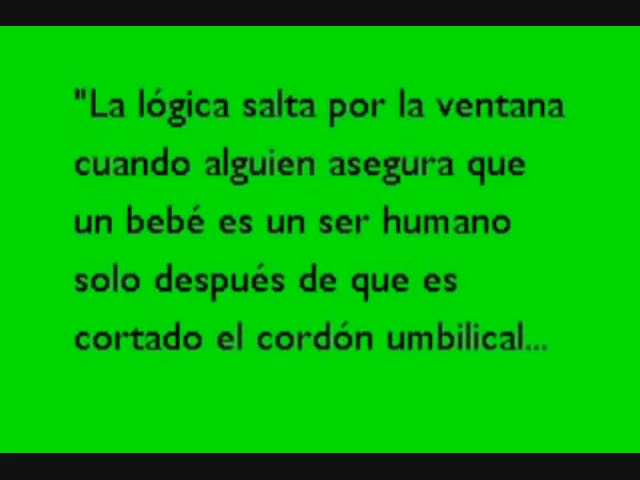 "La lógica salta por la ventana
cuando alguien asegura que
un bebé es un ser humano
solo después de que es
cortado el cordón umbilical...